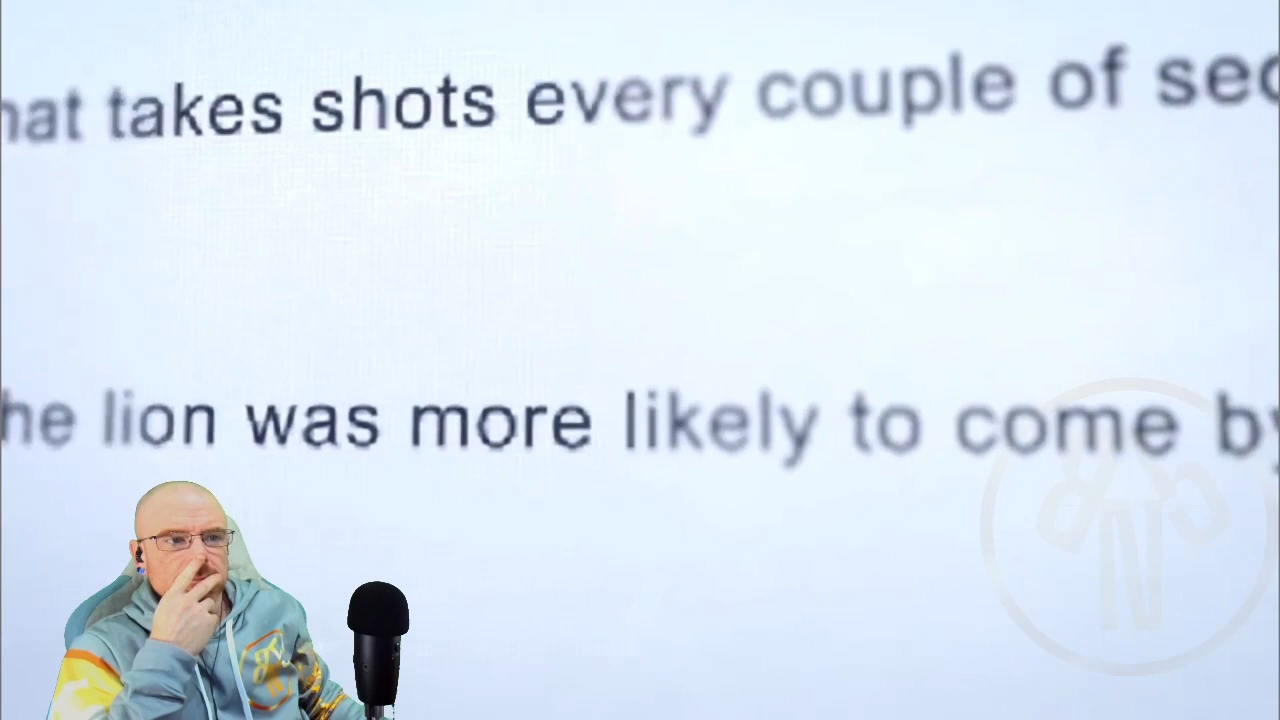 hat takes shots every couple of sec
he lion was more likely to come by